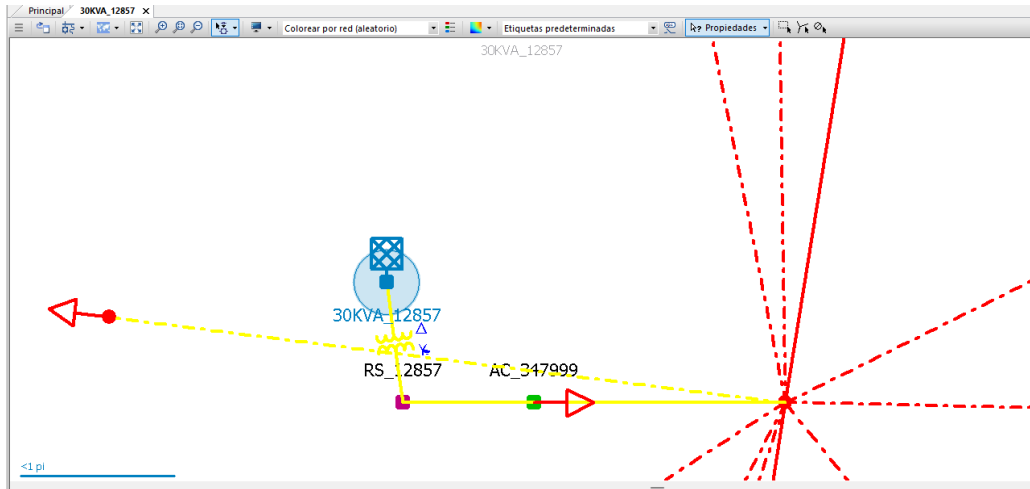 Principal 30KVA_12857 X
Colorear por red (aleatorio) Etiquetas predeterminadas Propiedades
30KVA_12857
30KVA_12857
RS_12857 AC_347999
<1 pi